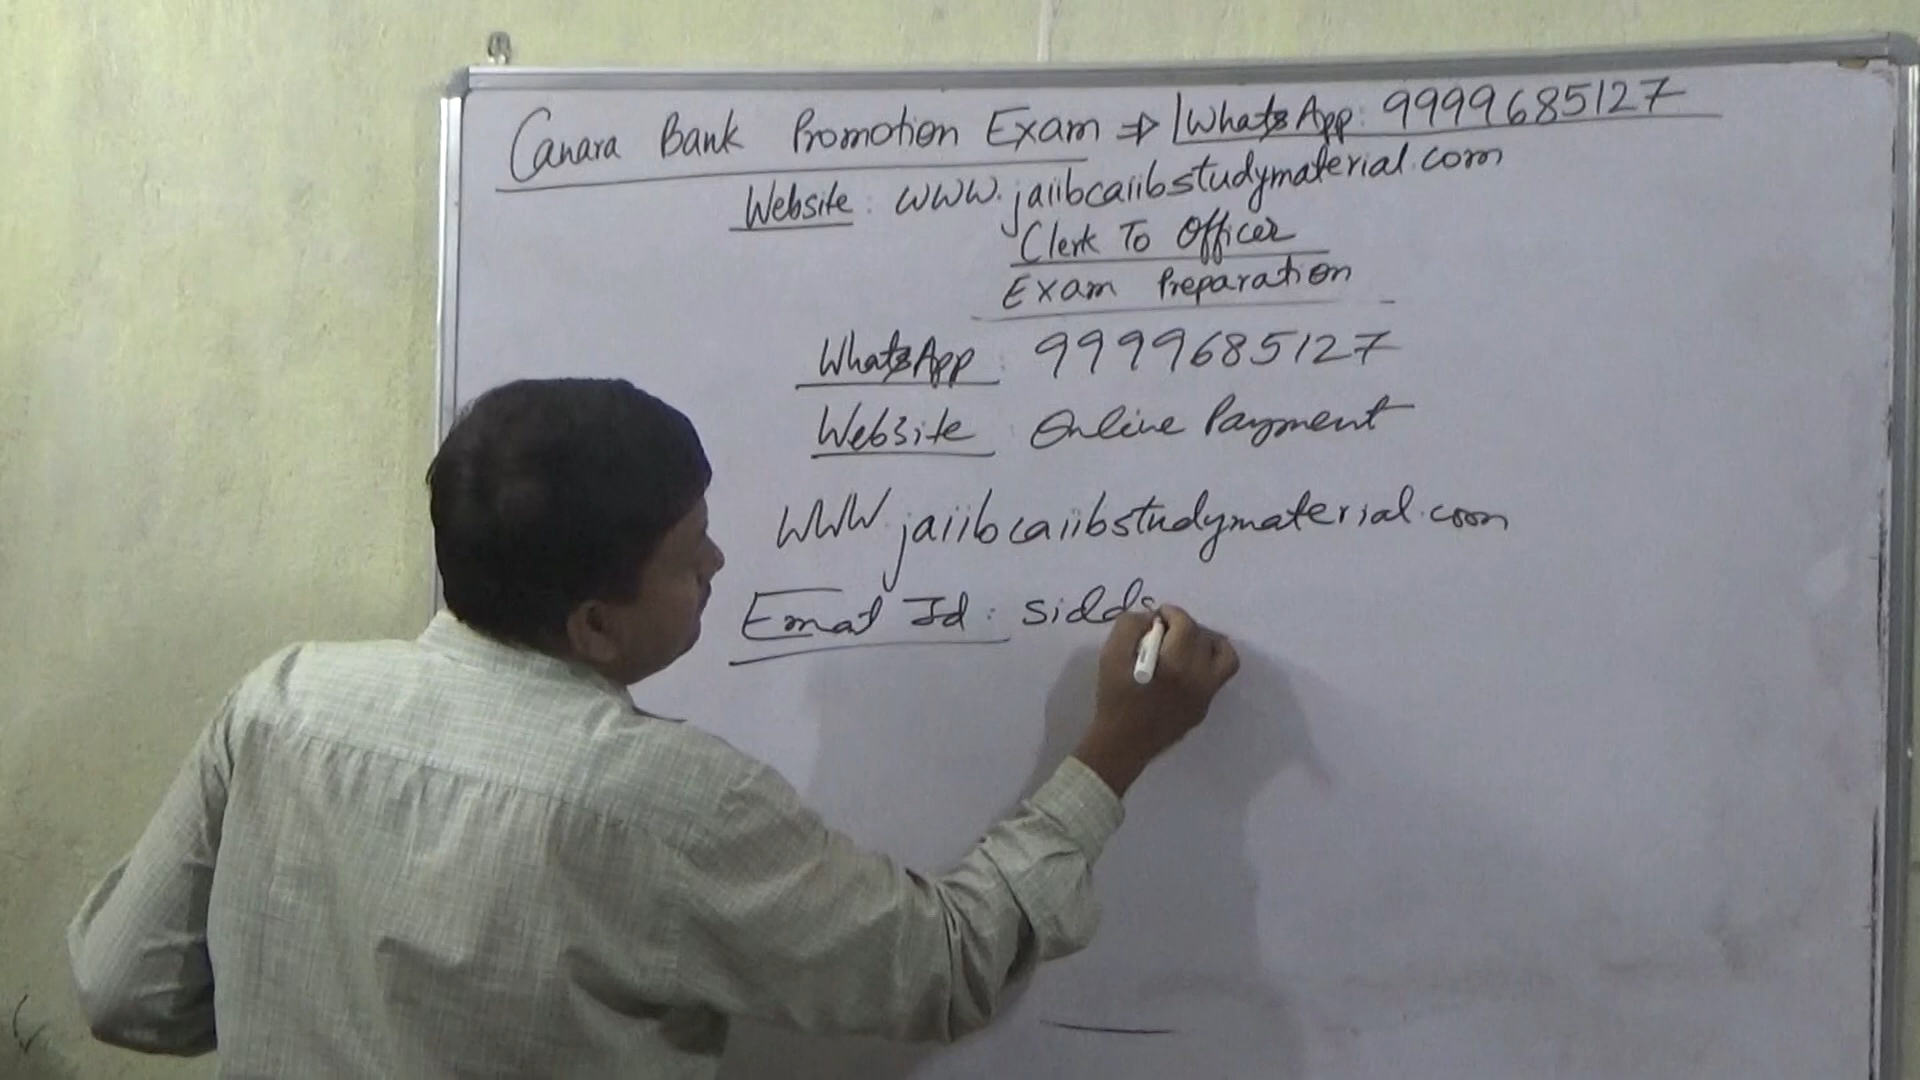 Canara Bank Promotion Exam ⇒ WhatsApp: 9999685127
Website: WWW.jaiibcaiibstudymaterial.com
Clerk To Officer
Exam Preparation
WhatsApp: 9999685127
Website Online Payment
WWW.jaiibcaiibstudymaterial.com
Email Id: sidd